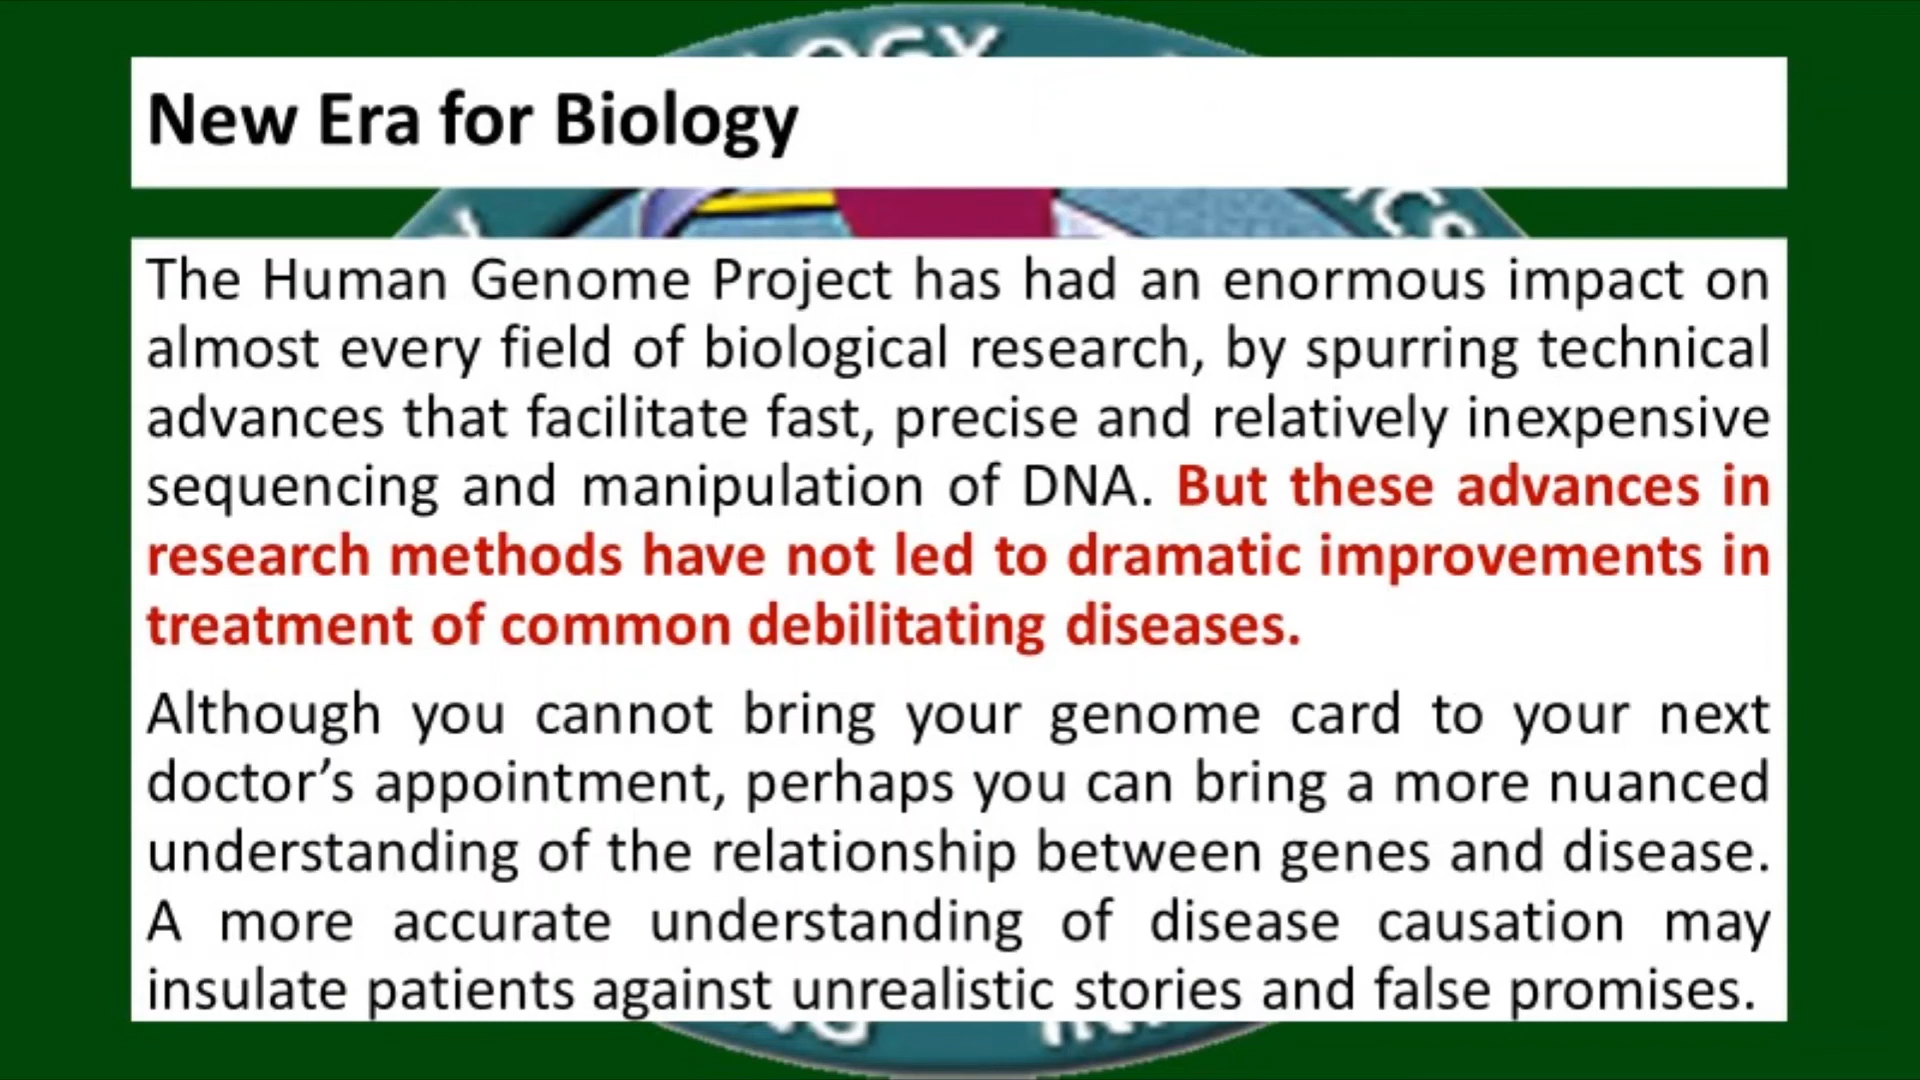 OGY
New Era for Biology
ICS
The Human Genome Project has had an enormous impact on
almost every field of biological research, by spurring technical
advances that facilitate fast, precise and relatively inexpensive
sequencing and manipulation of DNA. But these advances in
research methods have not led to dramatic improvements in
treatment of common debilitating diseases.
Although you cannot bring your genome card to your next
doctor’s appointment, perhaps you can bring a more nuanced
understanding of the relationship between genes and disease.
A more accurate understanding of disease causation may
insulate patients against unrealistic stories and false promises.